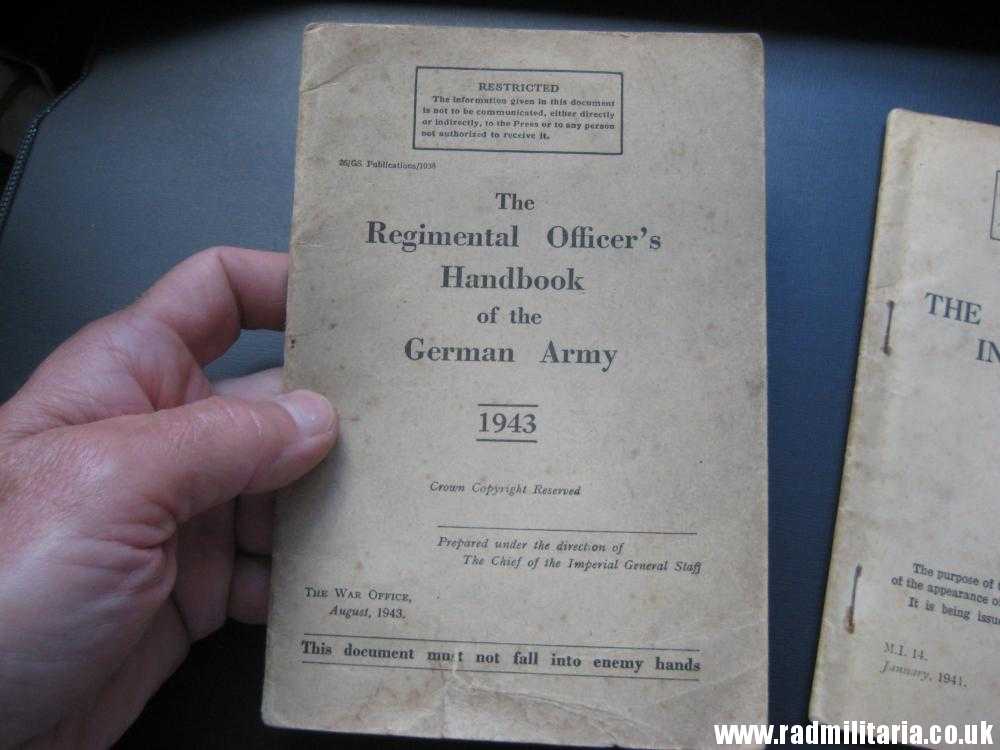 RESTRICTED
The information given in this document
is not to be communicated, either directly
or indirectly, to the Press or to any person
not authorized to receive it.
26/GS Publications/1038
The
Regimental Officer's
Handbook
of the
German Army
1943
Crown Copyright Reserved
Prepared under the direction of
The Chief of the Imperial General Staff
THE WAR OFFICE,
August, 1943.
This document must not fall into enemy hands
THE
IN
The purpose of
of the appearance of
It is being issued
M.I. 14.
January, 1941.
www.radmilitaria.co.uk